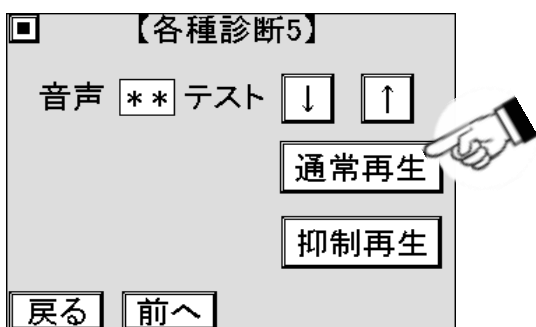 【各種診断5】
音声 ** テスト ↓ ↑
通常再生
抑制再生
戻る 前へ